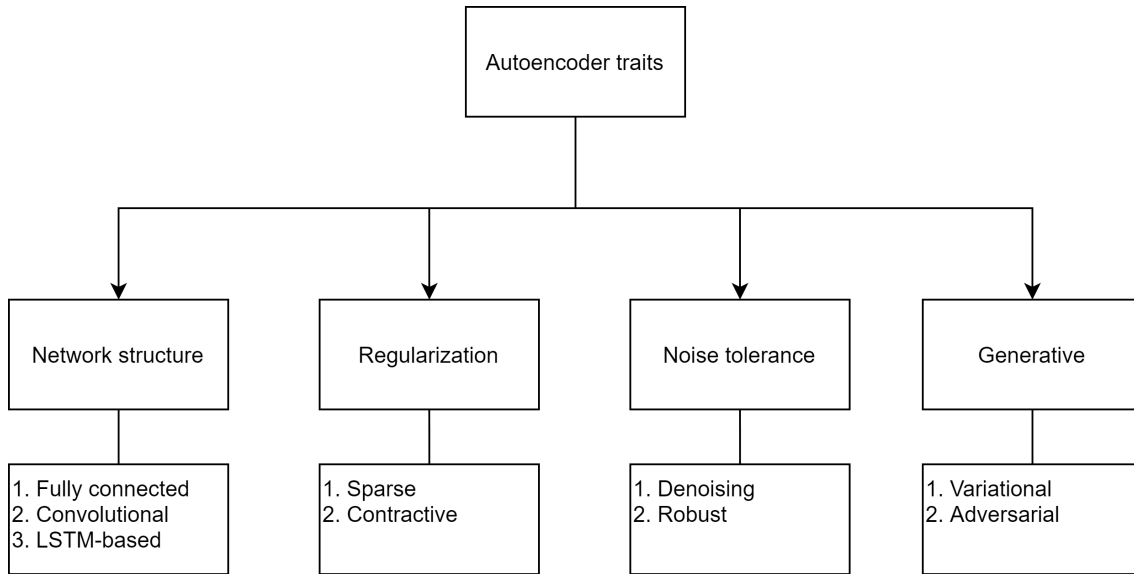 Autoencoder traits
Network structure
Regularization
Noise tolerance
Generative
1. Fully connected
2. Convolutional
3. LSTM-based
1. Sparse
2. Contractive
1. Denoising
2. Robust
1. Variational
2. Adversarial